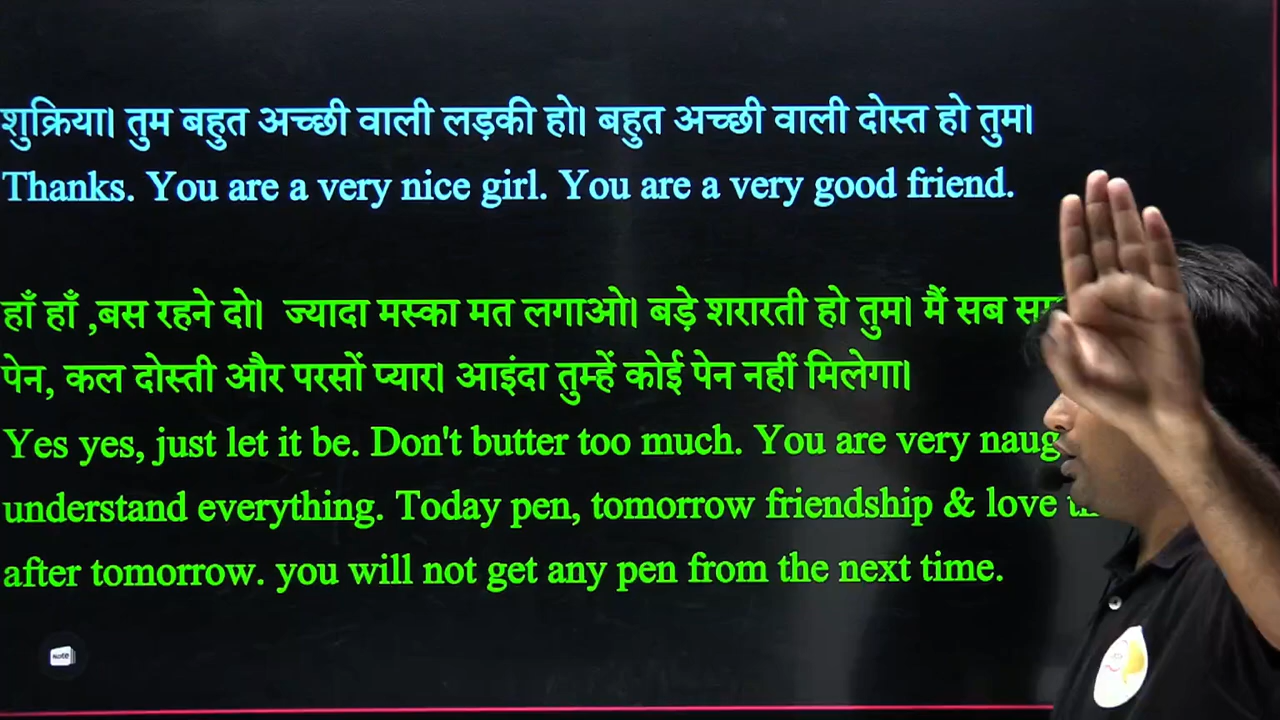 शुक्रिया। तुम बहुत अच्छी वाली लड़की हो। बहुत अच्छी वाली दोस्त हो तुम।
Thanks. You are a very nice girl. You are a very good friend.
हाँ हाँ ,बस रहने दो। ज्यादा मस्का मत लगाओ। बड़े शरारती हो तुम। मैं सब
पेन, कल दोस्ती और परसों प्यार। आइंदा तुम्हें कोई पेन नहीं मिलेगा।
Yes yes, just let it be. Don't butter too much. You are very
understand everything. Today pen, tomorrow friendship & love
after tomorrow. you will not get any pen from the next time.
Note